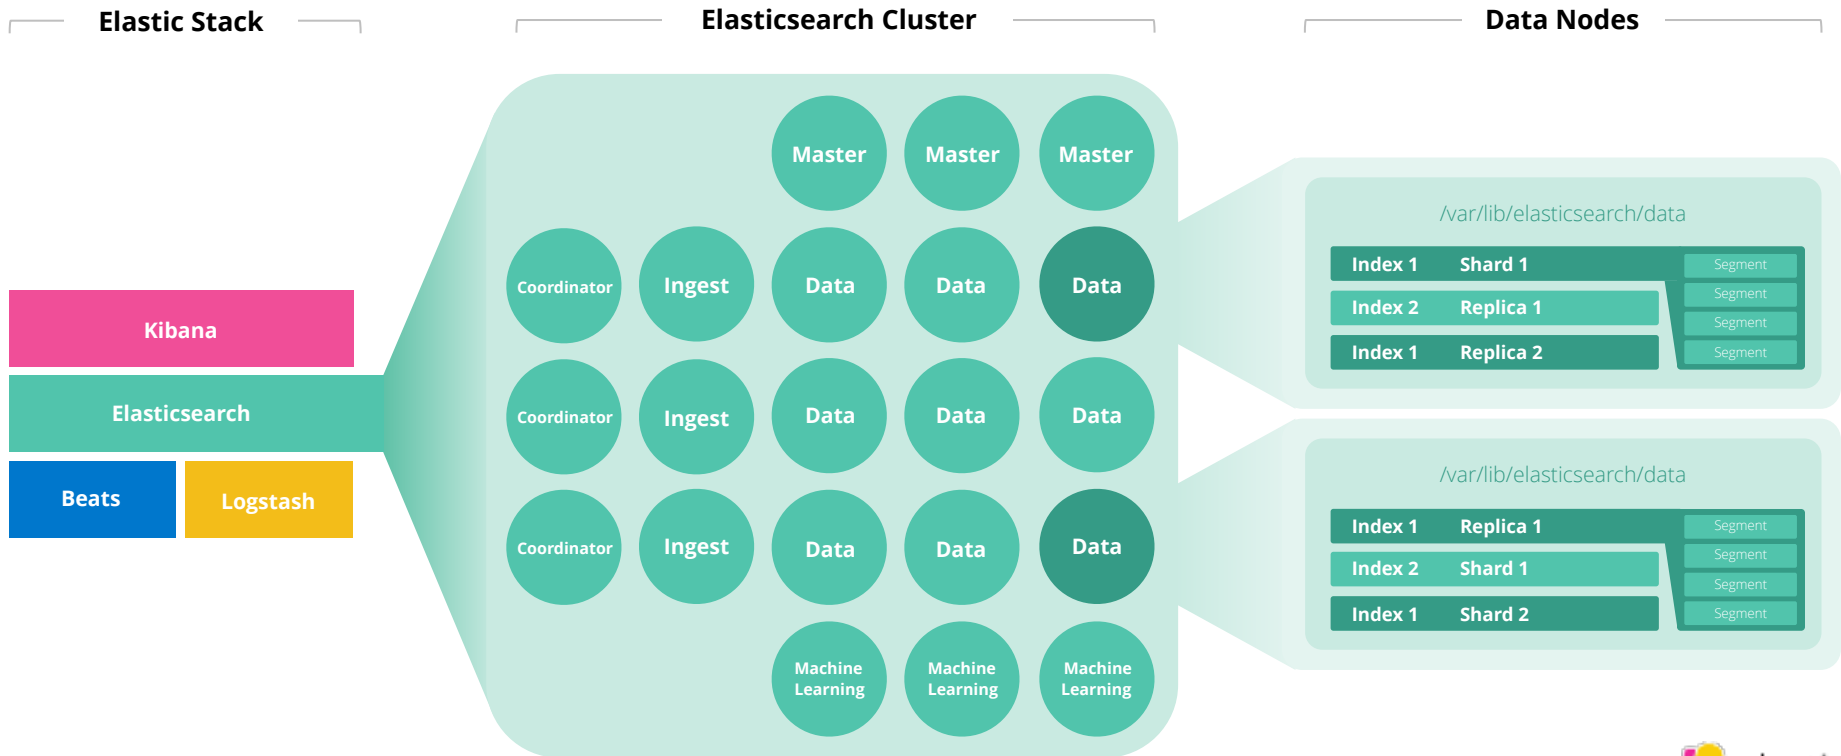 Elastic Stack
Elasticsearch Cluster
Data Nodes
Kibana
Elasticsearch
Beats
Logstash
Master
Master
Master
Coordinator
Ingest
Data
Data
Data
Coordinator
Ingest
Data
Data
Data
Coordinator
Ingest
Data
Data
Data
Machine
Learning
Machine
Learning
Machine
Learning
/var/lib/elasticsearch/data
Index 1 Shard 1
Index 2 Replica 1
Index 1 Replica 2
Segment
Segment
Segment
Segment
/var/lib/elasticsearch/data
Index 1 Replica 1
Index 2 Shard 1
Index 1 Shard 2
Segment
Segment
Segment
Segment